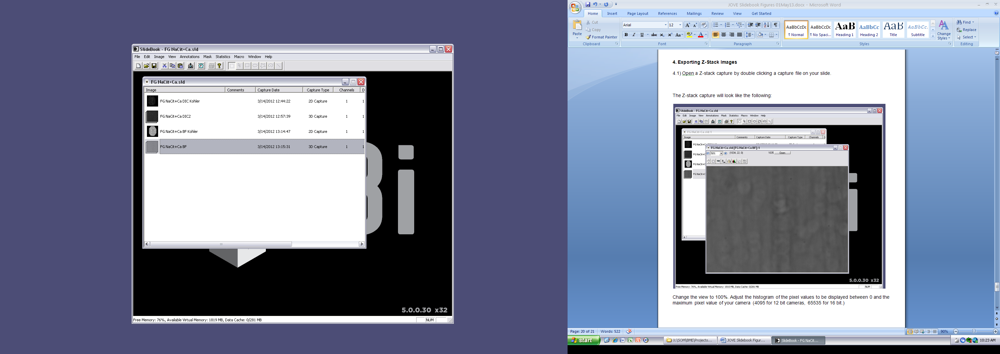 SlideBook - FG NaCit+Ca.sld
File Edit Image View Annotations Mask Statistics Macro Window Help
FG NaCit+Ca.sld
Image Comments Capture Date Capture Type Channels D
FG NaCit+Ca DIC Kohler 3/14/2012 12:44:22 2D Capture 1 1
FG NaCit+Ca DIC2 3/14/2012 12:57:39 3D Capture 1 1
FG NaCit+Ca BF Kohler 3/14/2012 13:14:47 2D Capture 1 1
FG NaCit+Ca BF 3/14/2012 13:15:31 3D Capture 1 1
5.0.0.30 x32
Free Memory: 76%, Available Virtual Memory: 1819 MB, Data Cache: 0/281 MB NUM
JOVE Slidebook Figures 01May13.docx - Microsoft Word
Home Insert Page Layout References Mailings Review View Get Started
Paste
Cut
Copy
Format Painter
Clipboard
Arial 12
Font
Paragraph
AaBbCcDc AaBbCcDc AaB AaBbCc AaB AaBbCc.
¶ Normal ¶ No Spaci... Heading 1 Heading 2 Title Subtitle
Change
Styles
Styles
Find
Replace
Select
Editing
4. Exporting Z-Stack Images
4.1) Open a Z-stack capture by double clicking a capture file on your slide.
The Z-stack capture will look like the following:
SlideBook - FG NaCit+Ca.sld
File Edit Image View Annotations Mask Statistics Macro Window Help
FG NaCit+Ca.sld:1
Image Comments Capture Date Capture Type Channels D
FG NaCit+C
FG NaCit+C
FG NaCit+C
FG NaCit+C
FG NaCit+Ca.sld [FG NaCit+Ca BF]:1
50% (1034, 22, 0) 1035 Open
5.0.0.30 x32
Free Memory: 76%, Available Virtual Memory: 1810 MB, Data Cache: 0/281 MB NUM
Change the view to 100%. Adjust the histogram of the pixel values to be displayed between 0 and the
maximum pixel value of your camera (4095 for 12 bit cameras, 65535 for 16 bit.)
Page: 20 of 21 Words: 522 90%
start X:\SOM\BME\Projects... JOVE Slidebook Figur... SlideBook - FG NaCit... 10:23 AM